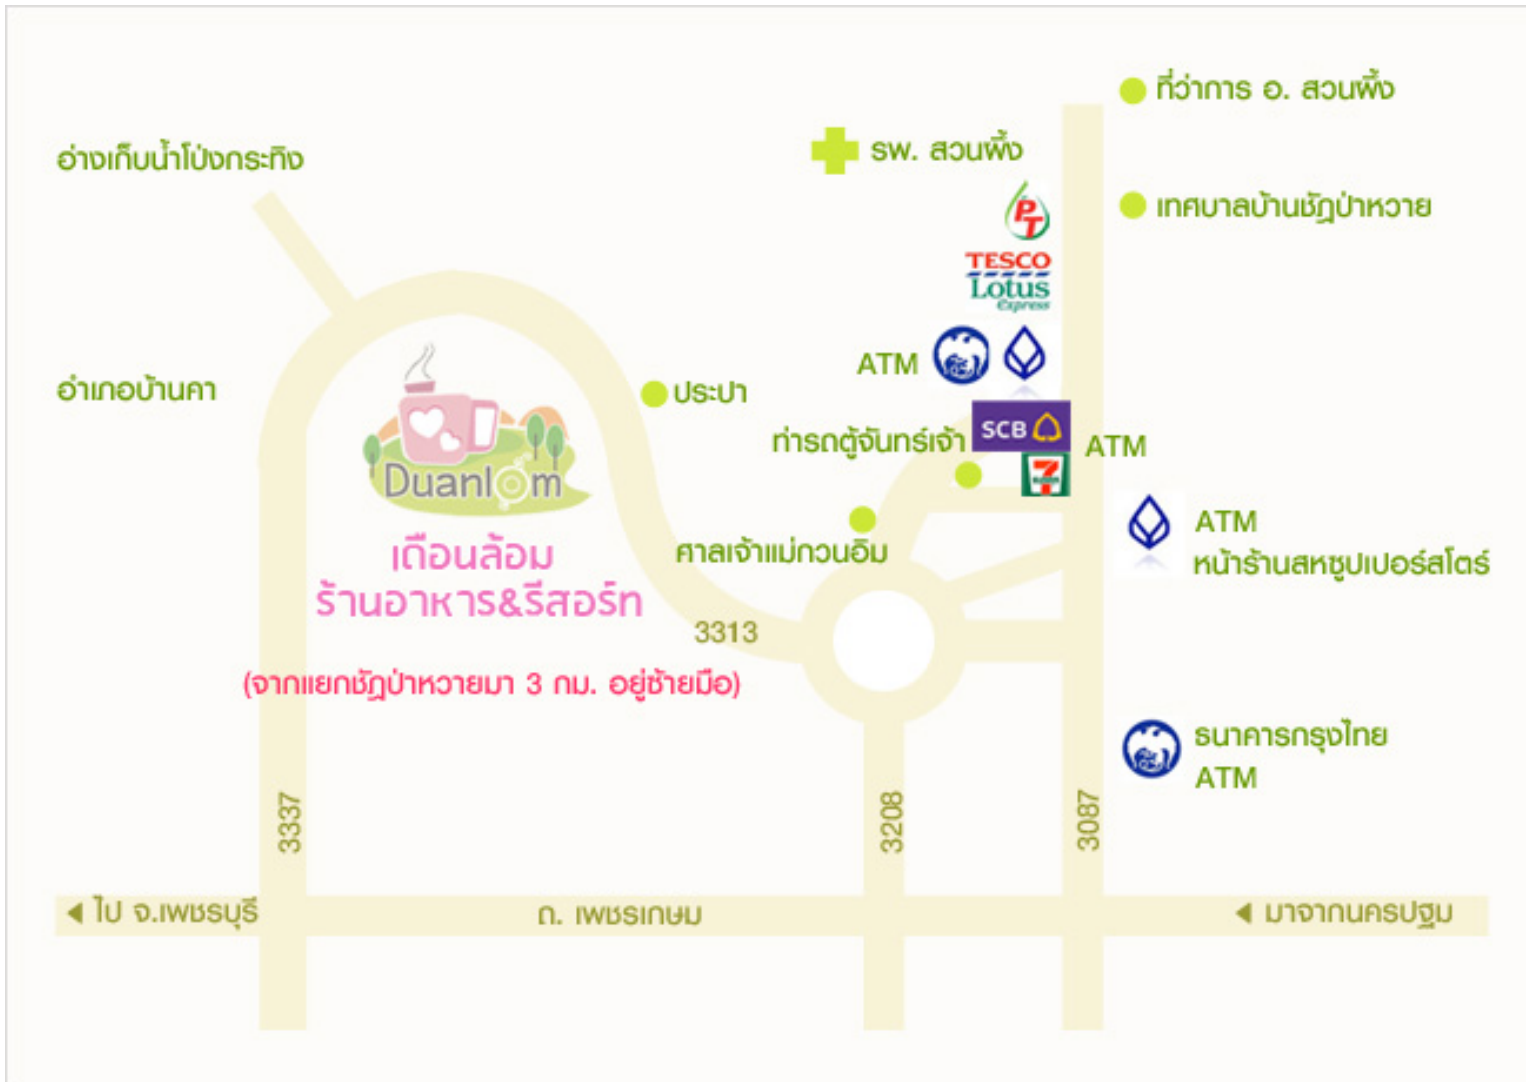 ที่ว่าการ อ. สวนผึ้ง
รพ. สวนผึ้ง
อ่างเก็บน้ำโป่งกระทิง
เทศบาลบ้านชัฏป่าหวาย
PT
TESCO
Lotus
express
ATM
อำเภอบ้านคา
ประปา
ท่ารถตู้จันทร์เจ้า
SCB
ATM
7
Duanlom
ATM
หน้าร้านสหซุปเปอร์สโตร์
ศาลเจ้าแม่กวนอิม
เดือนล้อม
ร้านอาหาร&รีสอร์ท
3313
(จากแยกชัฏป่าหวายมา 3 กม. อยู่ซ้ายมือ)
ธนาคารกรุงไทย
ATM
3337
3208
3087
ไป จ.เพชรบุรี
ถ. เพชรเกษม
มาจากนครปฐม